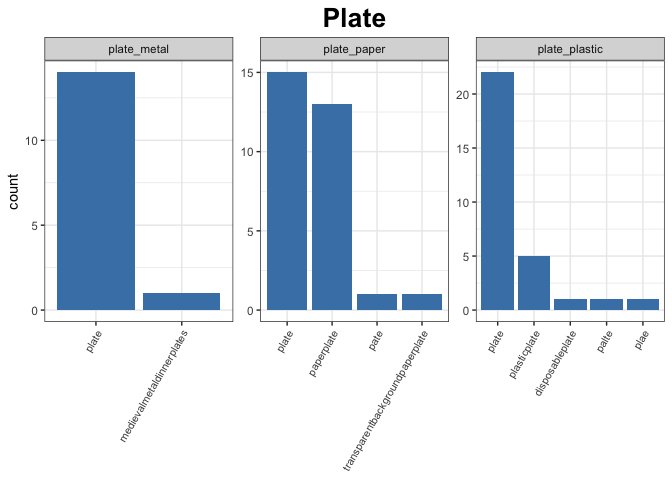 Plate
plate_metal plate_paper plate_plastic
count
10
5
0
15
10
5
0
20
15
10
5
0
plate
medievalmetaldinnerplates
plate
paperplate
pate
transparentbackgroundpaperplate
plate
plasticplate
disposableplate
palte
plae